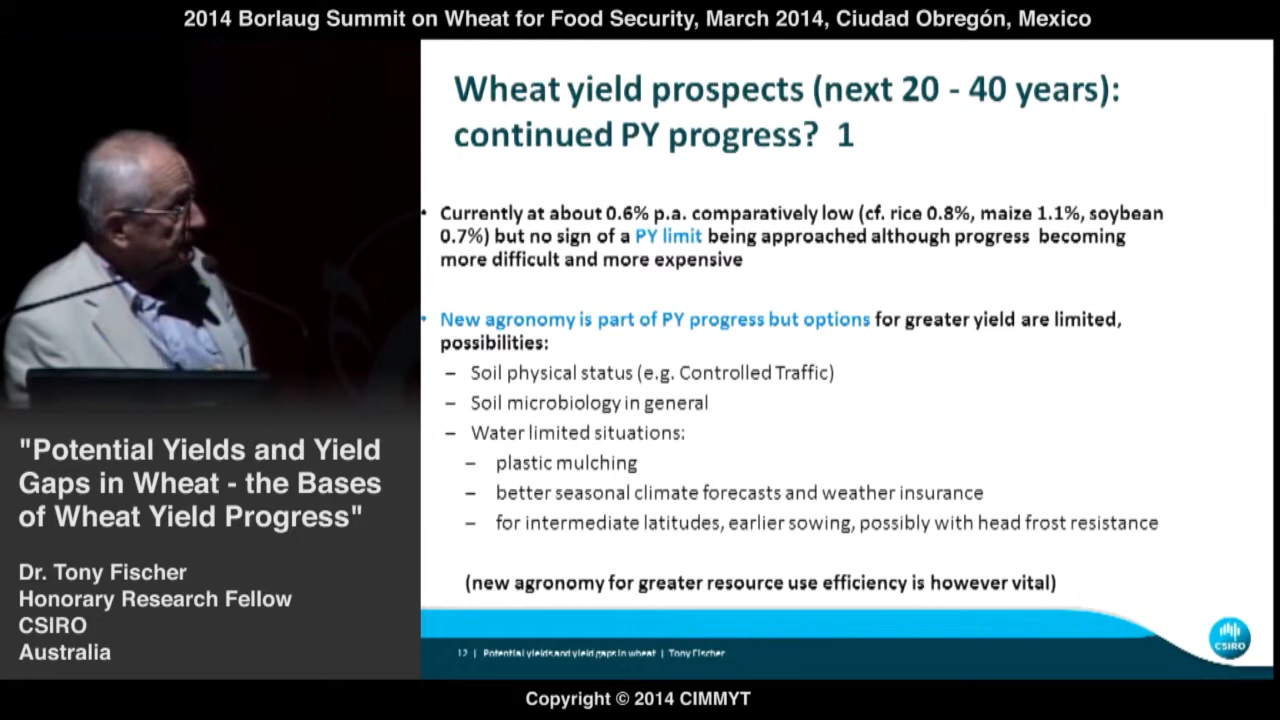 2014 Borlaug Summit on Wheat for Food Security, March 2014, Ciudad Obregón, Mexico
Wheat yield prospects (next 20 - 40 years):
continued PY progress? 1
• Currently at about 0.6% p.a. comparatively low (cf. rice 0.8%, maize 1.1%, soybean
0.7%) but no sign of a PY limit being approached although progress becoming
more difficult and more expensive
• New agronomy is part of PY progress but options for greater yield are limited,
possibilities:
– Soil physical status (e.g. Controlled Traffic)
– Soil microbiology in general
– Water limited situations:
– plastic mulching
– better seasonal climate forecasts and weather insurance
– for intermediate latitudes, earlier sowing, possibly with head frost resistance
(new agronomy for greater resource use efficiency is however vital)
12 | Potential yields and yield gaps in wheat | Tony Fischer
CSIRO
"Potential Yields and Yield
Gaps in Wheat - the Bases
of Wheat Yield Progress"
Dr. Tony Fischer
Honorary Research Fellow
CSIRO
Australia
Copyright © 2014 CIMMYT